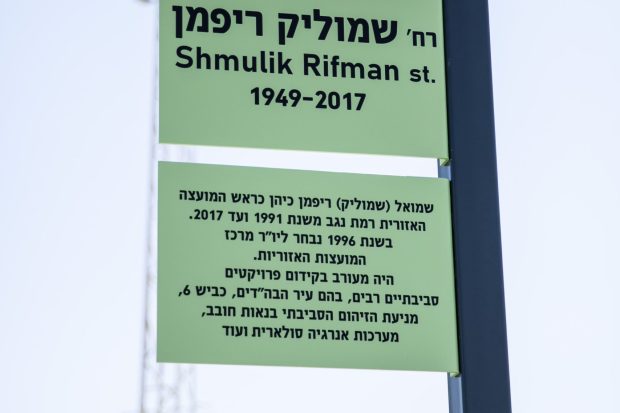 רח׳ שמוליק ריפמן
Shmulik Rifman st.
1949-2017
שמואל (שמוליק) ריפמן כיהן כראש המועצה
האזורית רמת נגב משנת 1991 ועד 2017.
בשנת 1996 נבחר ליו״ר מרכז
המועצות האזוריות.
היה מעורב בקידום פרויקטים
סביבתיים רבים, בהם עיר הבה״דים, כביש 6,
מניעת הזיהום הסביבתי בנאות חובב,
מערכות אנרגיה סולארית ועוד